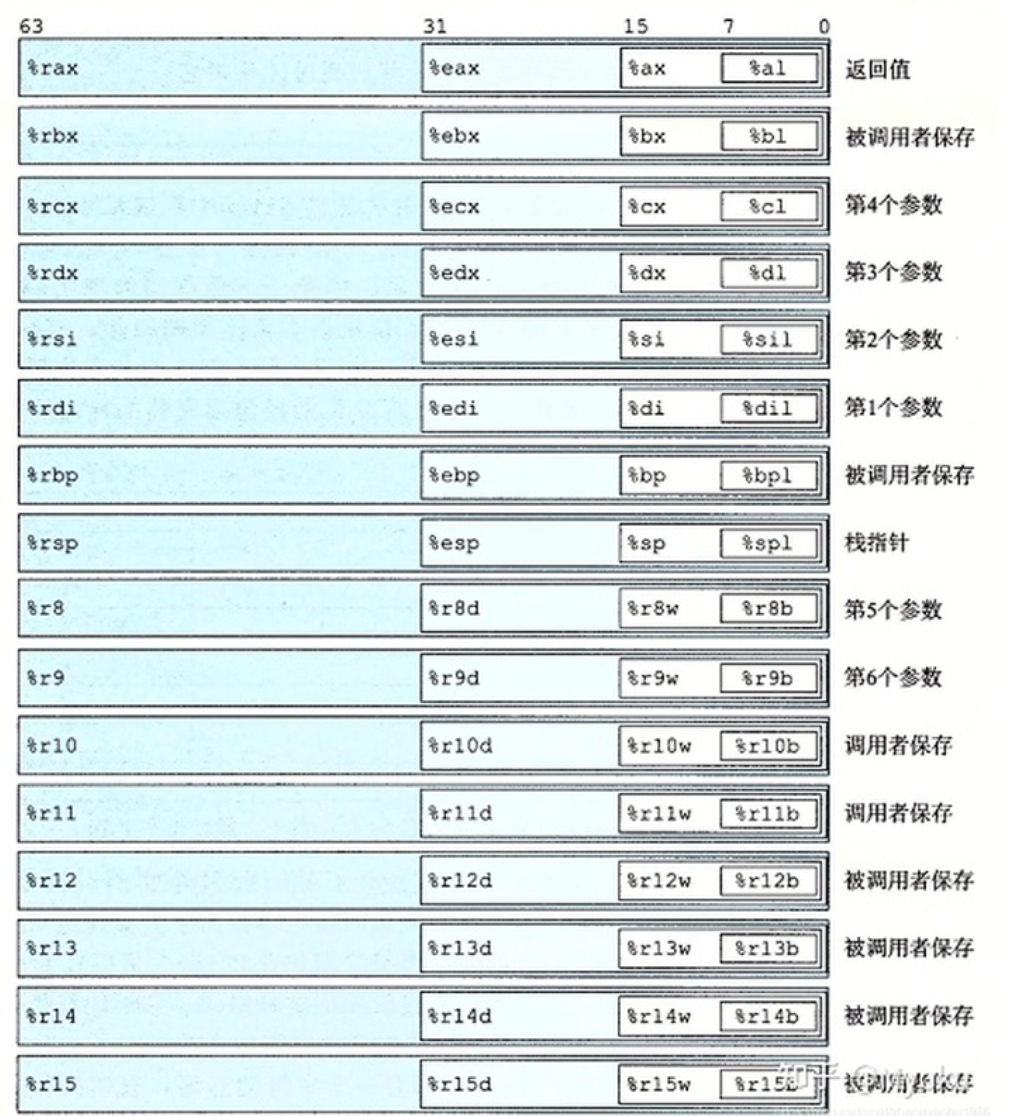 63 31 15 7 0
%rax %eax %ax %al 返回值
%rbx %ebx %bx %bl 被调用者保存
%rcx %ecx %cx %cl 第4个参数
%rdx %edx %dx %dl 第3个参数
%rsi %esi %si %sil 第2个参数
%rdi %edi %di %dil 第1个参数
%rbp %ebp %bp %bpl 被调用者保存
%rsp %esp %sp %spl 栈指针
%r8 %r8d %r8w %r8b 第5个参数
%r9 %r9d %r9w %r9b 第6个参数
%r10 %r10d %r10w %r10b 调用者保存
%r11 %r11d %r11w %r11b 调用者保存
%r12 %r12d %r12w %r12b 被调用者保存
%r13 %r13d %r13w %r13b 被调用者保存
%r14 %r14d %r14w %r14b 被调用者保存
%r15 %r15d %r15w %r15b 被调用者保存
知乎